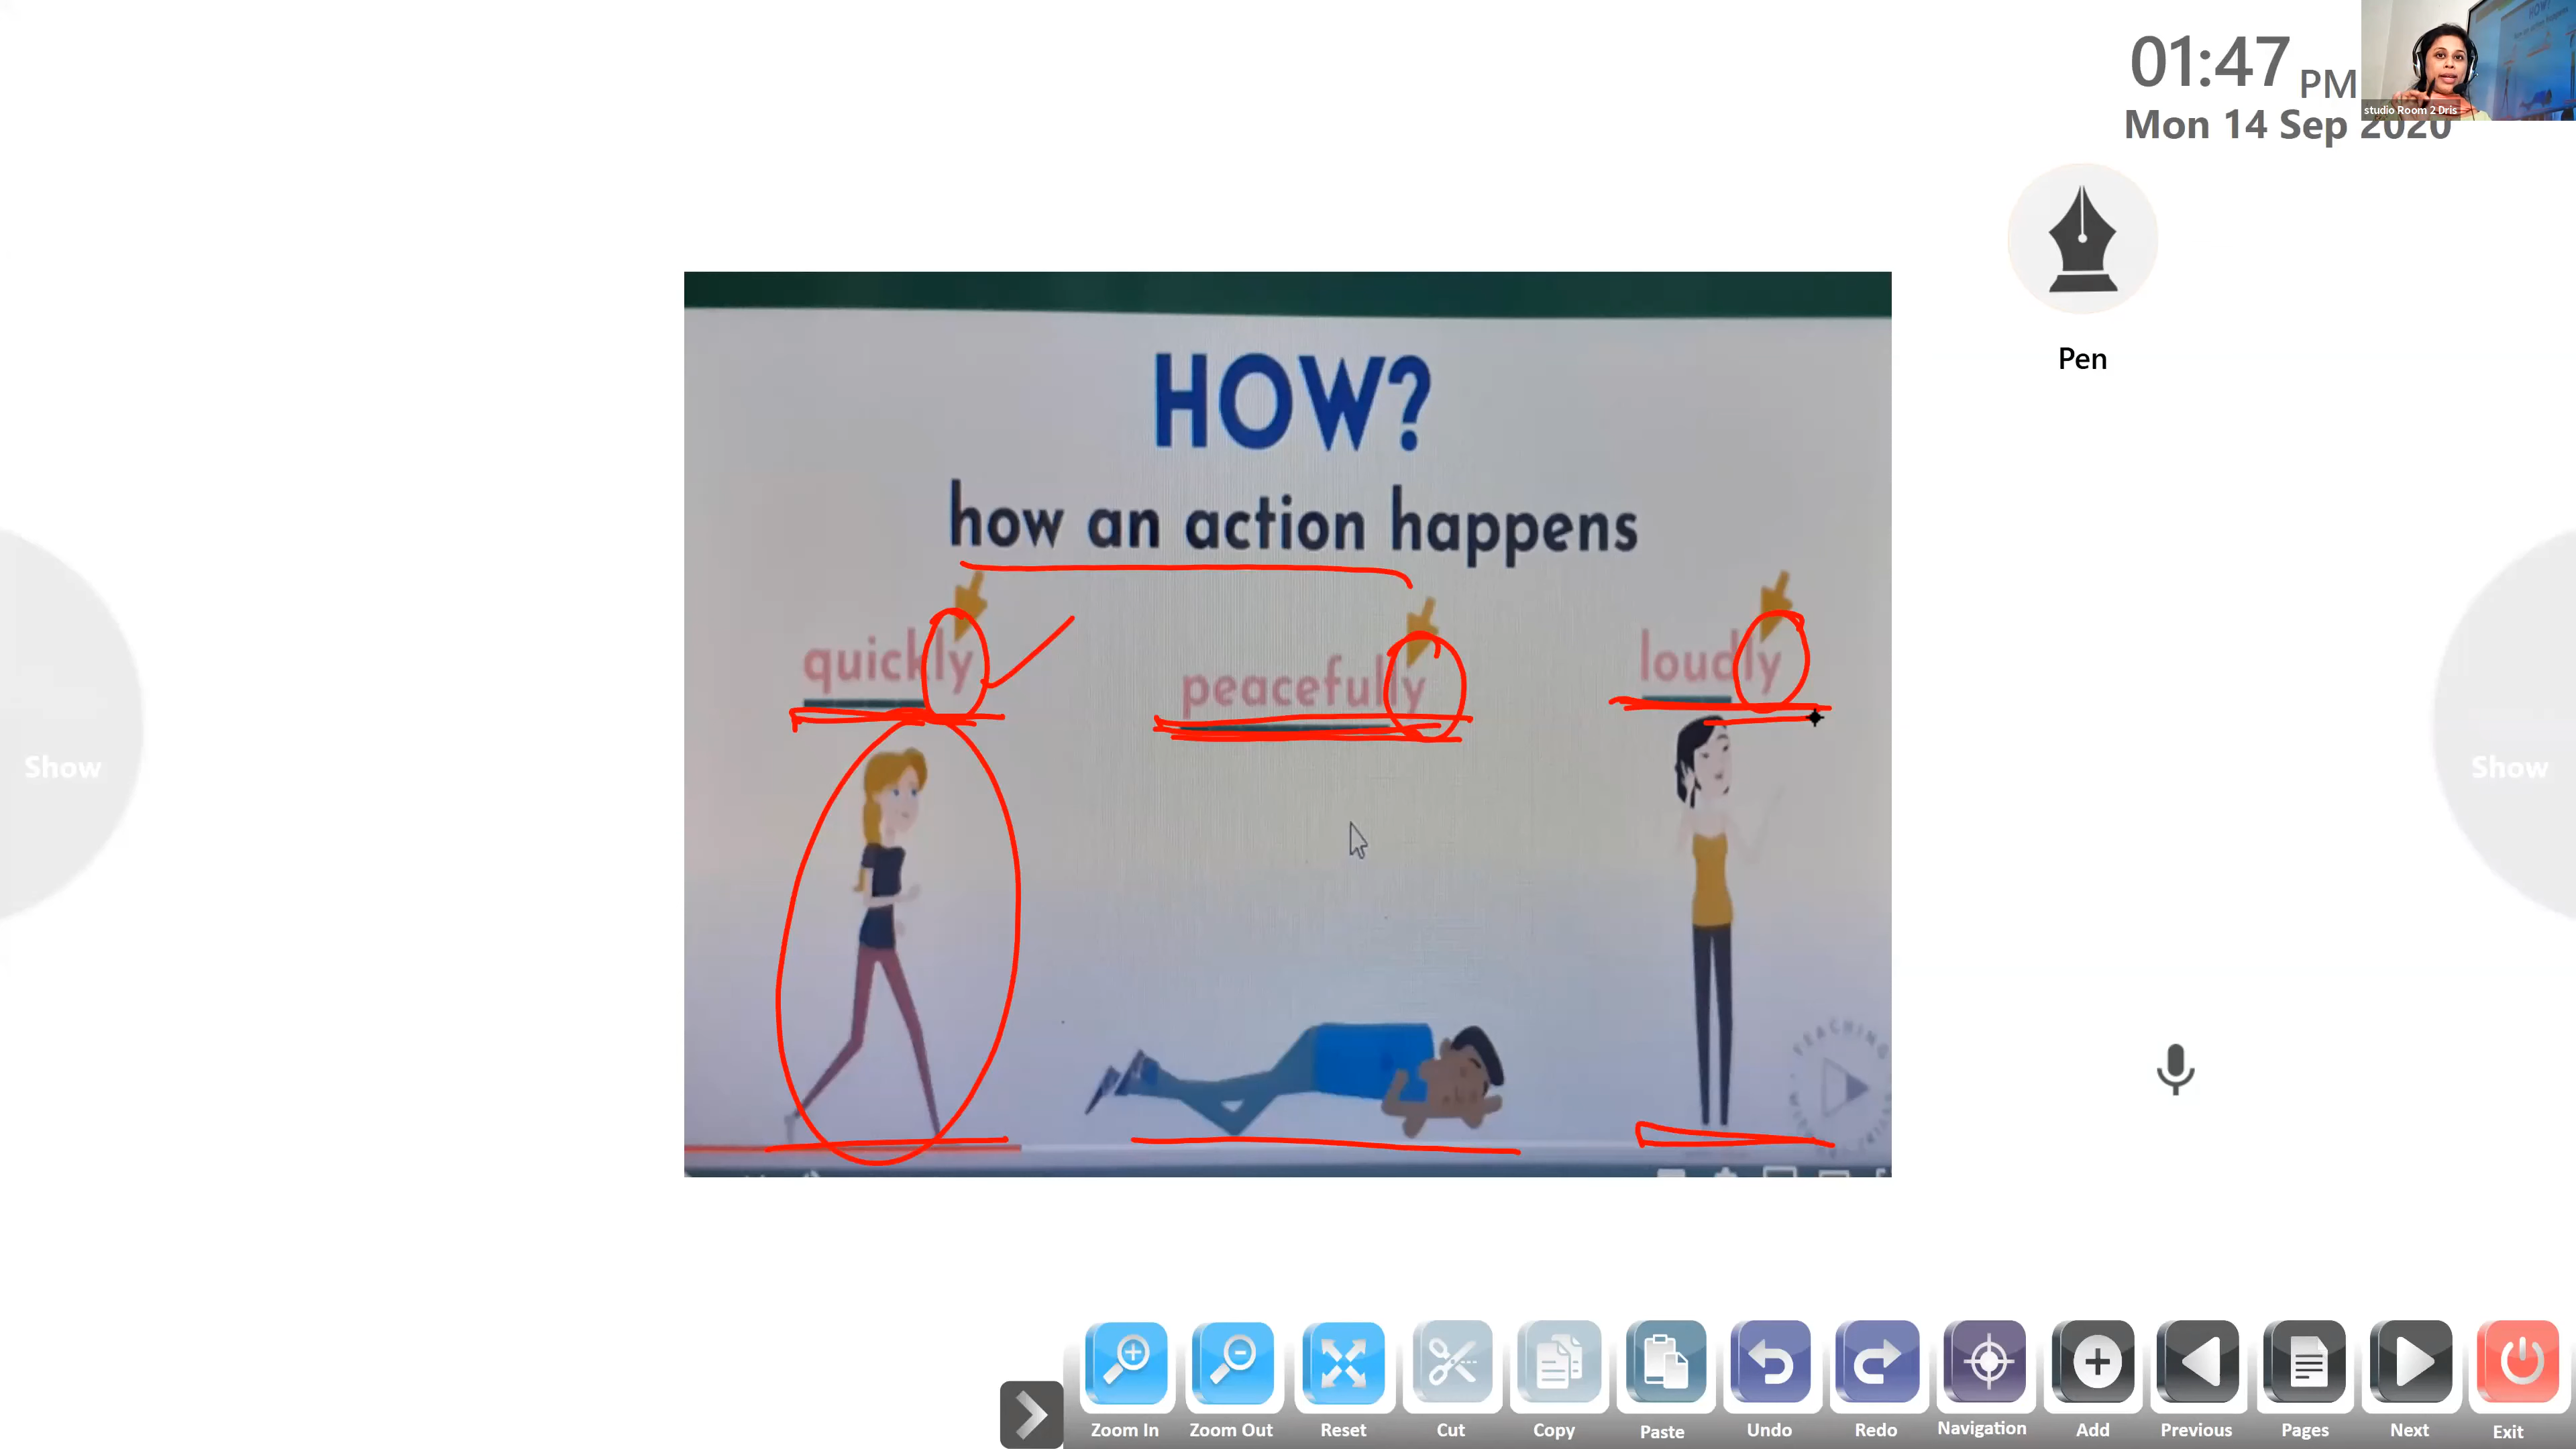 01:47 PM
studio Room 2 Dris
Mon 14 Sep 2020
Pen
HOW?
how an action happens
quickly
peacefully
loudly
Show
Show
TEACHING
Zoom In
Zoom Out
Reset
Cut
Copy
Paste
Undo
Redo
Navigation
Add
Previous
Pages
Next
Exit